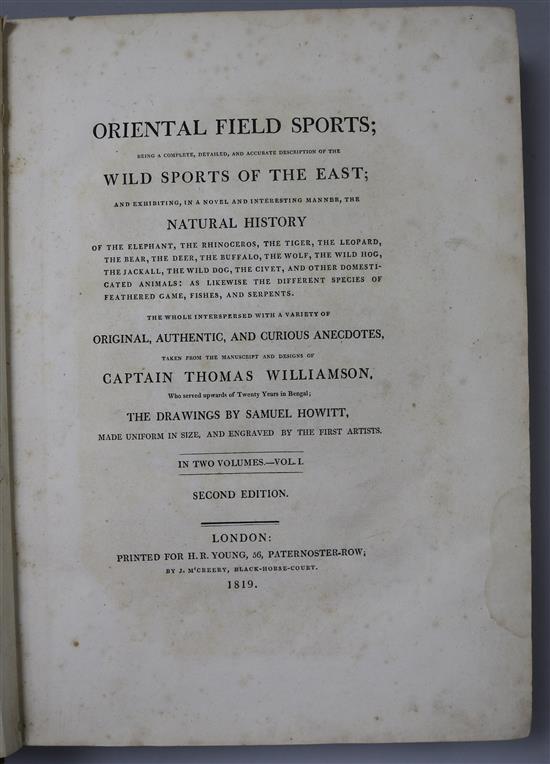 ORIENTAL FIELD SPORTS;
BEING A COMPLETE, DETAILED, AND ACCURATE DESCRIPTION OF THE
WILD SPORTS OF THE EAST;
AND EXHIBITING, IN A NOVEL AND INTERESTING MANNER, THE
NATURAL HISTORY
OF THE ELEPHANT, THE RHINOCEROS, THE TIGER, THE LEOPARD,
THE BEAR, THE DEER, THE BUFFALO, THE WOLF, THE WILD HOG,
THE JACKALL, THE WILD DOG, THE CIVET, AND OTHER DOMESTI-
CATED ANIMALS: AS LIKEWISE THE DIFFERENT SPECIES OF
FEATHERED GAME, FISHES, AND SERPENTS.
THE WHOLE INTERSPERSED WITH A VARIETY OF
ORIGINAL, AUTHENTIC, AND CURIOUS ANECDOTES,
TAKEN FROM THE MANUSCRIPT AND DESIGNS OF
CAPTAIN THOMAS WILLIAMSON,
Who served upwards of Twenty Years in Bengal;
THE DRAWINGS BY SAMUEL HOWITT,
MADE UNIFORM IN SIZE, AND ENGRAVED BY THE FIRST ARTISTS.
IN TWO VOLUMES.—VOL. I.
SECOND EDITION.
LONDON:
PRINTED FOR H. R. YOUNG, 56, PATERNOSTER-ROW;
BY J. McCREERY, BLACK-HORSE-COURT.
1819.